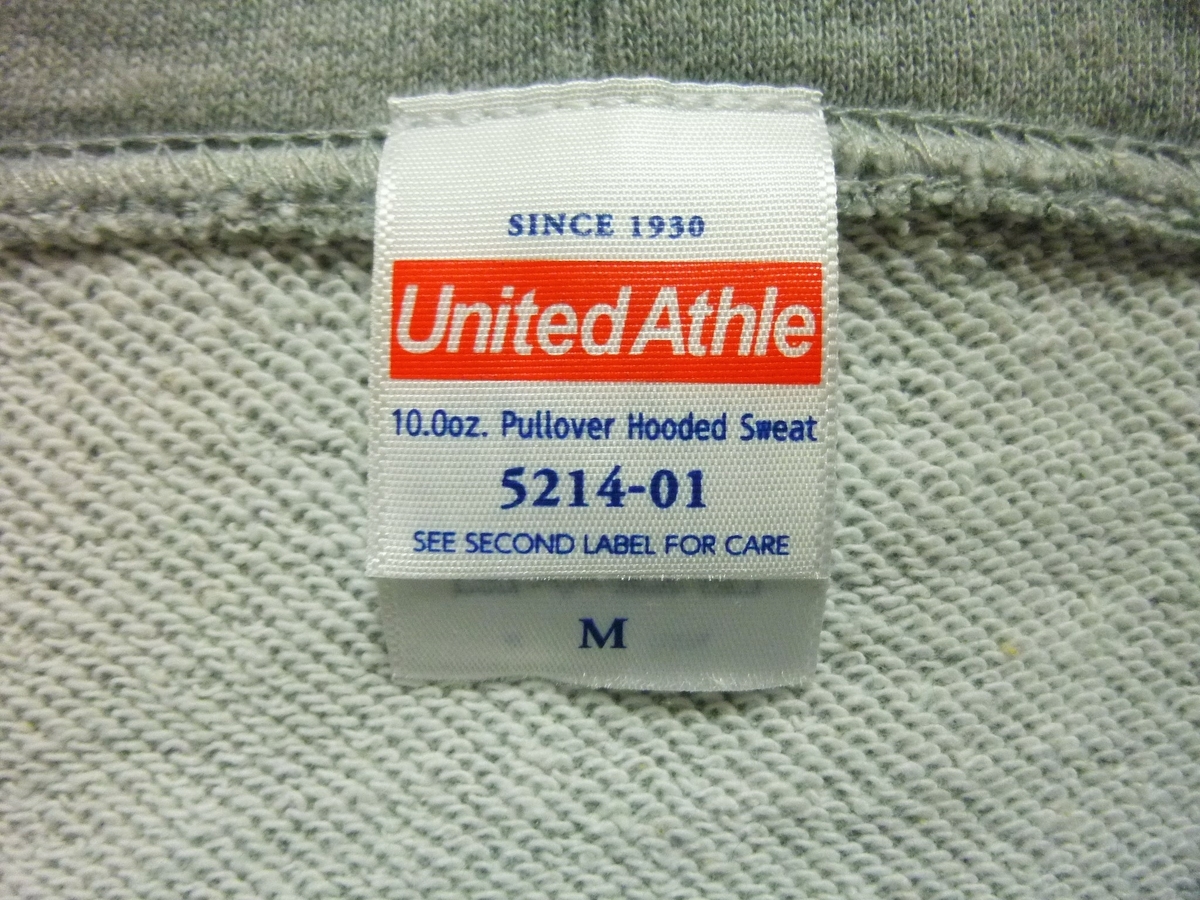 SINCE 1930
United Athle
10.0oz. Pullover Hooded Sweat
5214-01
SEE SECOND LABEL FOR CARE
M